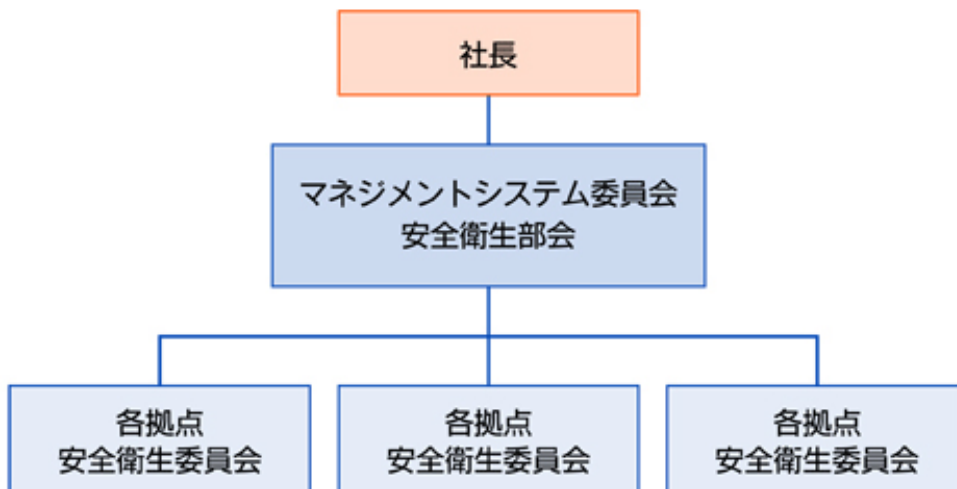 社長
マネジメントシステム委員会
安全衛生部会
各拠点
安全衛生委員会
各拠点
安全衛生委員会
各拠点
安全衛生委員会